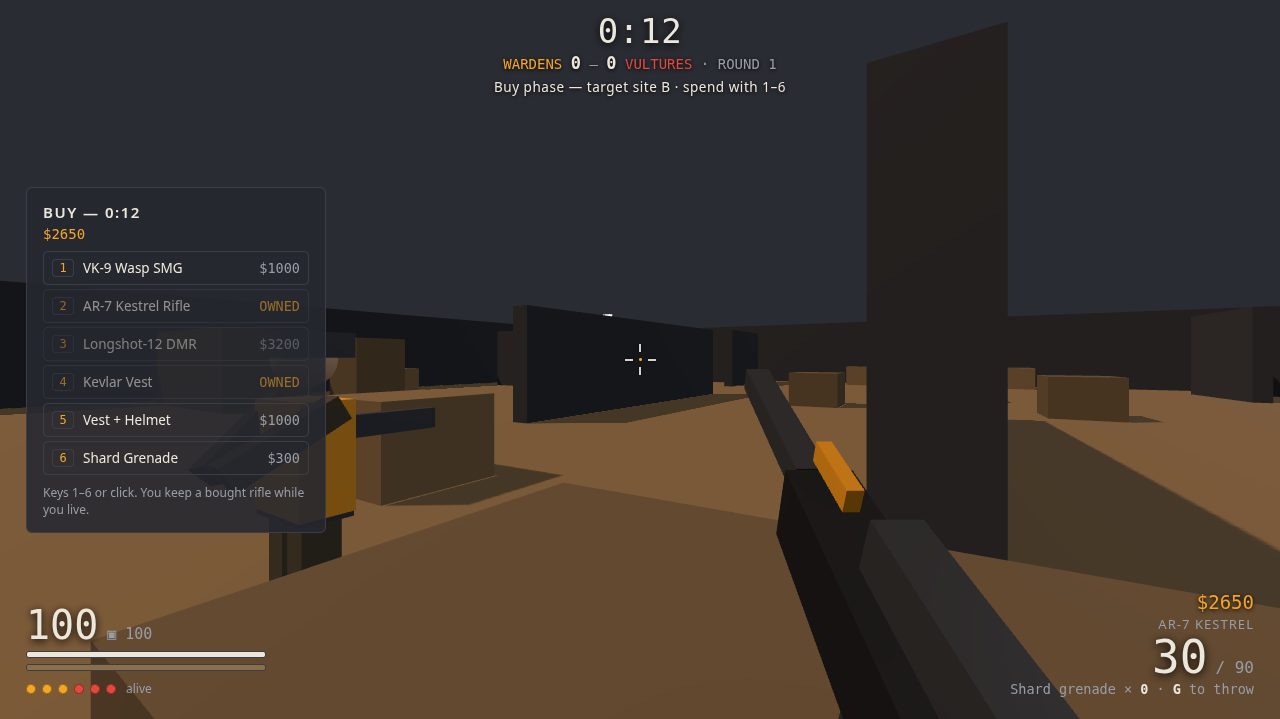 0:12
WARDENS 0 — 0 VULTURES · ROUND 1
Buy phase — target site B · spend with 1–6
BUY — 0:12
$2650
1 VK-9 Wasp SMG $1000
2 AR-7 Kestrel Rifle OWNED
3 Longshot-12 DMR $3200
4 Kevlar Vest OWNED
5 Vest + Helmet $1000
6 Shard Grenade $300
Keys 1–6 or click. You keep a bought rifle while
you live.
100 ▣ 100
alive
$2650
AR-7 KESTREL
30 / 90
Shard grenade × 0 · G to throw